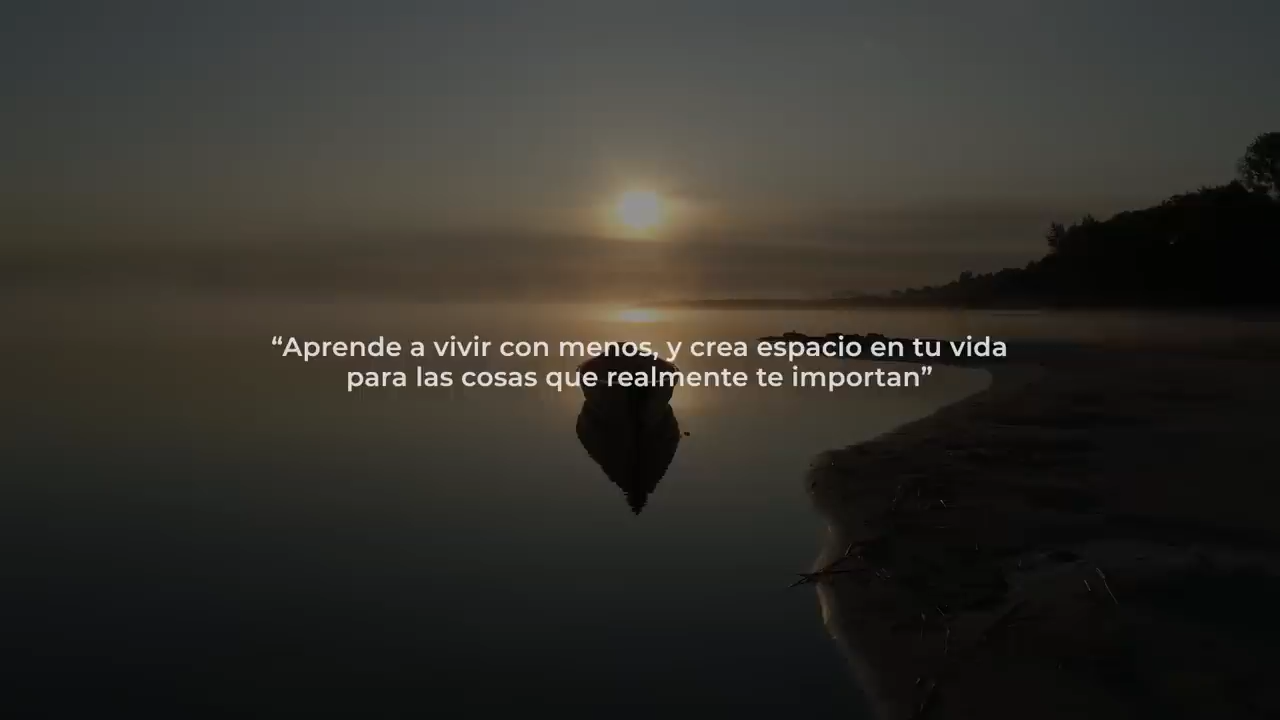 “Aprende a vivir con menos, y crea espacio en tu vida
para las cosas que realmente te importan”